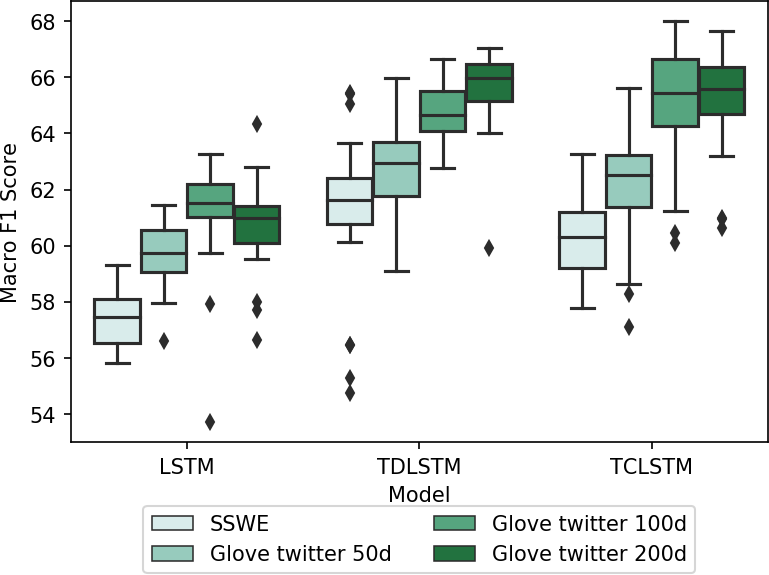 Macro F1 Score
68
66
64
62
60
58
56
54
LSTM TDLSTM TCLSTM
Model
SSWE Glove twitter 100d
Glove twitter 50d Glove twitter 200d